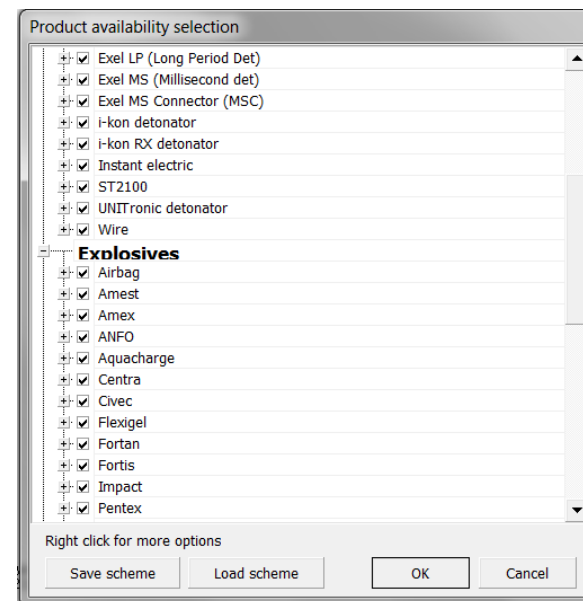 Product availability selection
Exel LP (Long Period Det)
Exel MS (Millisecond det)
Exel MS Connector (MSC)
i-kon detonator
i-kon RX detonator
Instant electric
ST2100
UNITronic detonator
Wire
Explosives
Airbag
Amest
Amex
ANFO
Aquacharge
Centra
Civec
Flexigel
Fortan
Fortis
Impact
Pentex
Right click for more options
Save scheme Load scheme OK Cancel